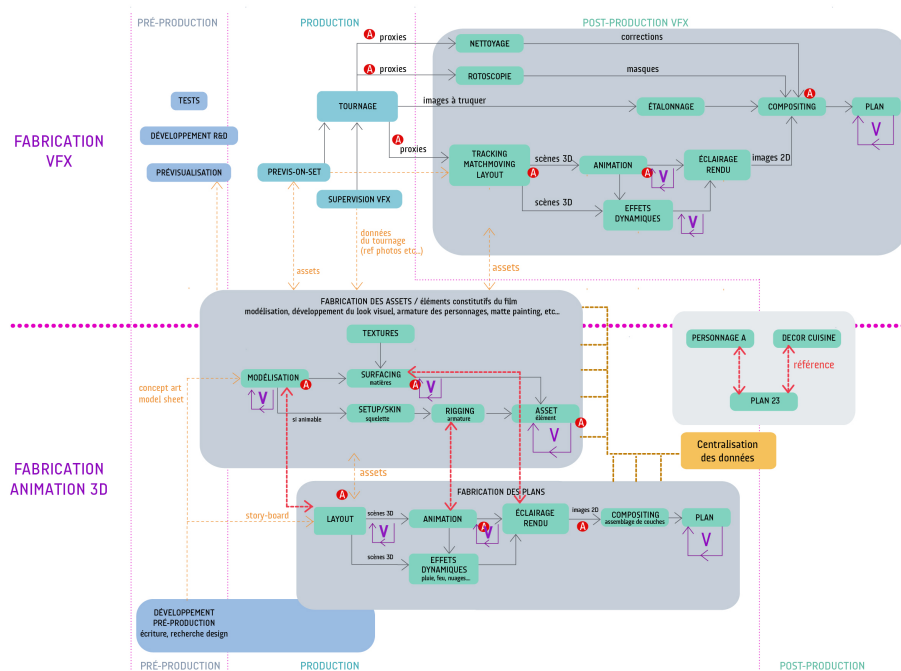 PRÉ-PRODUCTION
PRODUCTION
POST-PRODUCTION VFX
A
proxies
NETTOYAGE
corrections
A
proxies
ROTOSCOPIE
masques
TESTS
TOURNAGE
images à truquer
ÉTALONNAGE
A
COMPOSITING
PLAN
V
FABRICATION
VFX
DÉVELOPPEMENT R&D
A
proxies
PRÉVISUALISATION
PREVIS-ON-SET
TRACKING
MATCHMOVING
LAYOUT
A
scènes 3D
ANIMATION
A
V
ÉCLAIRAGE
RENDU
images 2D
SUPERVISION VFX
scènes 3D
EFFETS
DYNAMIQUES
V
données
du tournage
(ref photos etc...)
assets
assets
FABRICATION DES ASSETS / éléments constitutifs du film
modélisation, développement du look visuel, armature des personnages, matte painting, etc...
TEXTURES
PERSONNAGE A
DECOR CUISINE
référence
PLAN 23
concept art
model sheet
MODÉLISATION
A
V
SURFACING
matières
A
V
si animable
SETUP/SKIN
squelette
RIGGING
armature
ASSET
élément
A
V
Centralisation
des données
FABRICATION
ANIMATION 3D
assets
FABRICATION DES PLANS
A
story-board
LAYOUT
scènes 3D
V
ANIMATION
A
V
ÉCLAIRAGE
RENDU
images 2D
A
COMPOSITING
assemblage de couches
PLAN
V
scènes 3D
EFFETS
DYNAMIQUES
pluie, feu, nuages...
DÉVELOPPEMENT
PRÉ-PRODUCTION
écriture, recherche design
PRÉ-PRODUCTION
PRODUCTION
POST-PRODUCTION